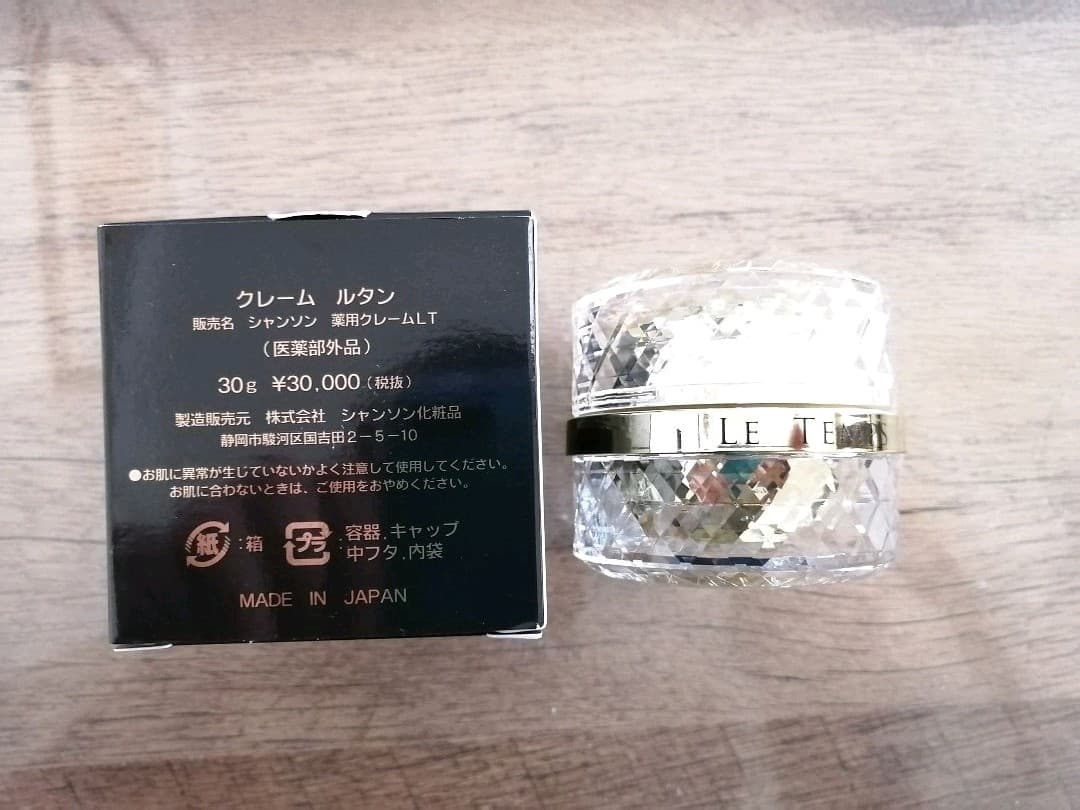 クレーム　ルタン
販売名　シャンソン　薬用クレームLT
（医薬部外品）
30g　¥30,000（税抜）
製造販売元　株式会社　シャンソン化粧品
静岡市駿河区国吉田2－5－10
●お肌に異常が生じていないかよく注意して使用してください。
お肌に合わないときは、ご使用をおやめください。
紙：箱
プラ：容器．キャップ
中フタ．内袋
MADE IN JAPAN
LE TEMPS